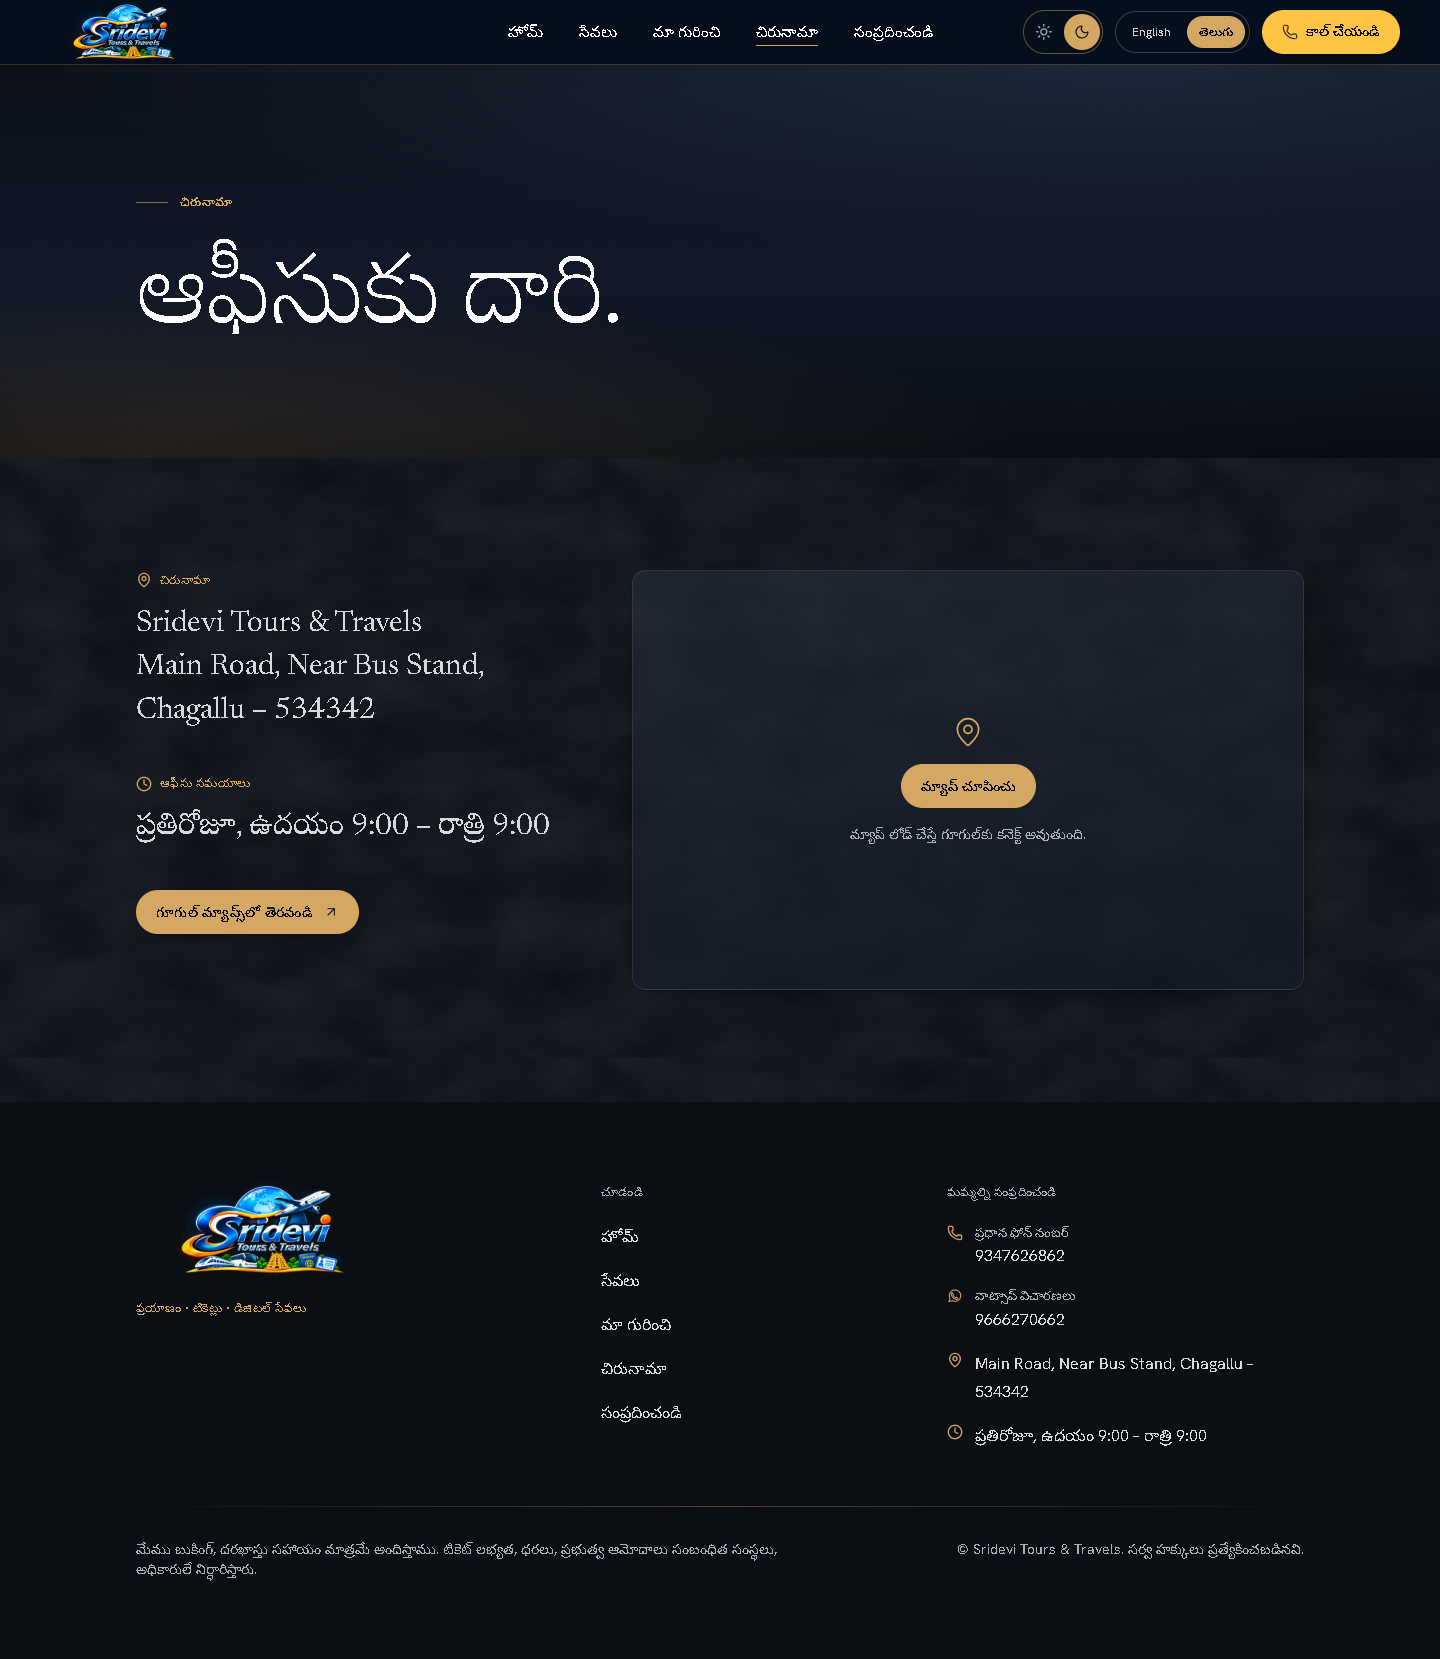 Sridevi
Tours & Travels
హోమ్
సేవలు
మా గురించి
చిరునామా
సంప్రదించండి
English
తెలుగు
కాల్ చేయండి
చిరునామా
ఆఫీసుకు దారి.
చిరునామా
Sridevi Tours & Travels
Main Road, Near Bus Stand,
Chagallu – 534342
ఆఫీసు సమయాలు
ప్రతిరోజూ, ఉదయం 9:00 – రాత్రి 9:00
గూగుల్ మ్యాప్స్‌లో తెరవండి
మ్యాప్ చూపించు
మ్యాప్ లోడ్ చేస్తే గూగుల్‌కు కనెక్ట్ అవుతుంది.
Sridevi
Tours & Travels
ప్రయాణం • టికెట్లు • డిజిటల్ సేవలు
చూడండి
హోమ్
సేవలు
మా గురించి
చిరునామా
సంప్రదించండి
మమ్మల్ని సంప్రదించండి
ప్రధాన ఫోన్ నంబర్
9347626862
వాట్సాప్ విచారణలు
9666270662
Main Road, Near Bus Stand, Chagallu –
534342
ప్రతిరోజూ, ఉదయం 9:00 – రాత్రి 9:00
మేము బుకింగ్, దరఖాస్తు సహాయం మాత్రమే అందిస్తాము. టికెట్ లభ్యత, ధరలు, ప్రభుత్వ ఆమోదాలు సంబంధిత సంస్థలు,
అధికారులే నిర్ధారిస్తారు.
© Sridevi Tours & Travels. సర్వ హక్కులు ప్రత్యేకించబడినవి.